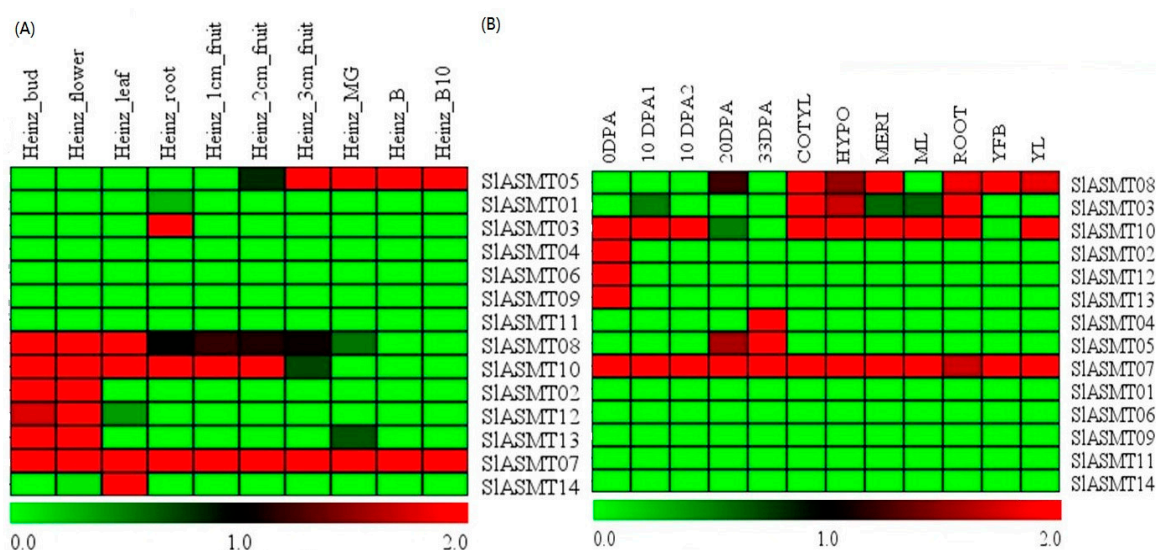 (A)
Heinz_bud
Heinz_flower
Heinz_leaf
Heinz_root
Heinz_1cm_fruit
Heinz_2cm_fruit
Heinz_3cm_fruit
Heinz_MG
Heinz_B
Heinz_B10
SlASMT05
SlASMT01
SlASMT03
SlASMT04
SlASMT06
SlASMT09
SlASMT11
SlASMT08
SlASMT10
SlASMT02
SlASMT12
SlASMT13
SlASMT07
SlASMT14
0.0 1.0 2.0
(B)
0DPA
10 DPA1
10 DPA2
20DPA
33DPA
COTYL
HYPO
MERI
ML
ROOT
YFB
YL
SlASMT08
SlASMT03
SlASMT10
SlASMT02
SlASMT12
SlASMT13
SlASMT04
SlASMT05
SlASMT07
SlASMT01
SlASMT06
SlASMT09
SlASMT11
SlASMT14
0.0 1.0 2.0